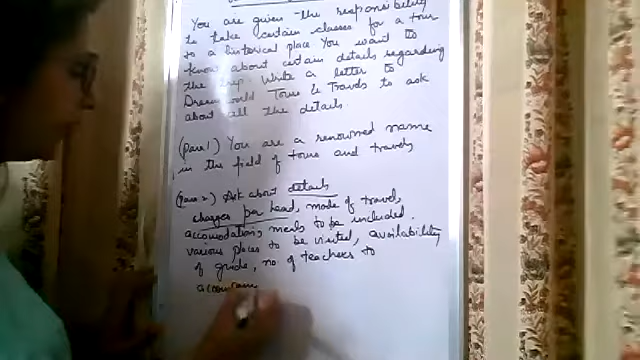 You are given the responsibility
to take certain classes for a tour
to a historical place You want to
know about certain details regarding
the trip. Write a letter to
Dreamworld Tours & Travels to ask
about all the details.
(Para 1) You are a renowned name
in the field of tours and travels
(Para 2) Ask about details
charges per head, mode of travel,
accomodation, meals to be included.
various places to be visited, availability
of guide, no. of teachers to
accompany